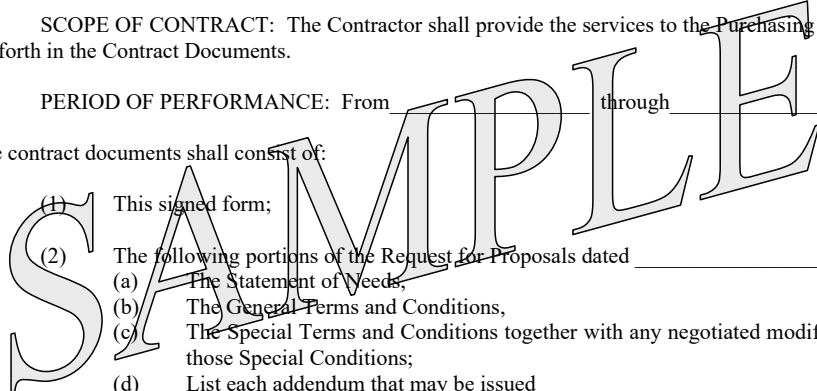 SCOPE OF CONTRACT: The Contractor shall provide the services to the Purchasing
forth in the Contract Documents.
PERIOD OF PERFORMANCE: From____________________ through_______________
e contract documents shall consist of:
(1) This signed form;
(2) The following portions of the Request for Proposals dated __________________
(a) The Statement of Needs,
(b) The General Terms and Conditions,
(c) The Special Terms and Conditions together with any negotiated modif
those Special Conditions;
(d) List each addendum that may be issued
SAMPLE